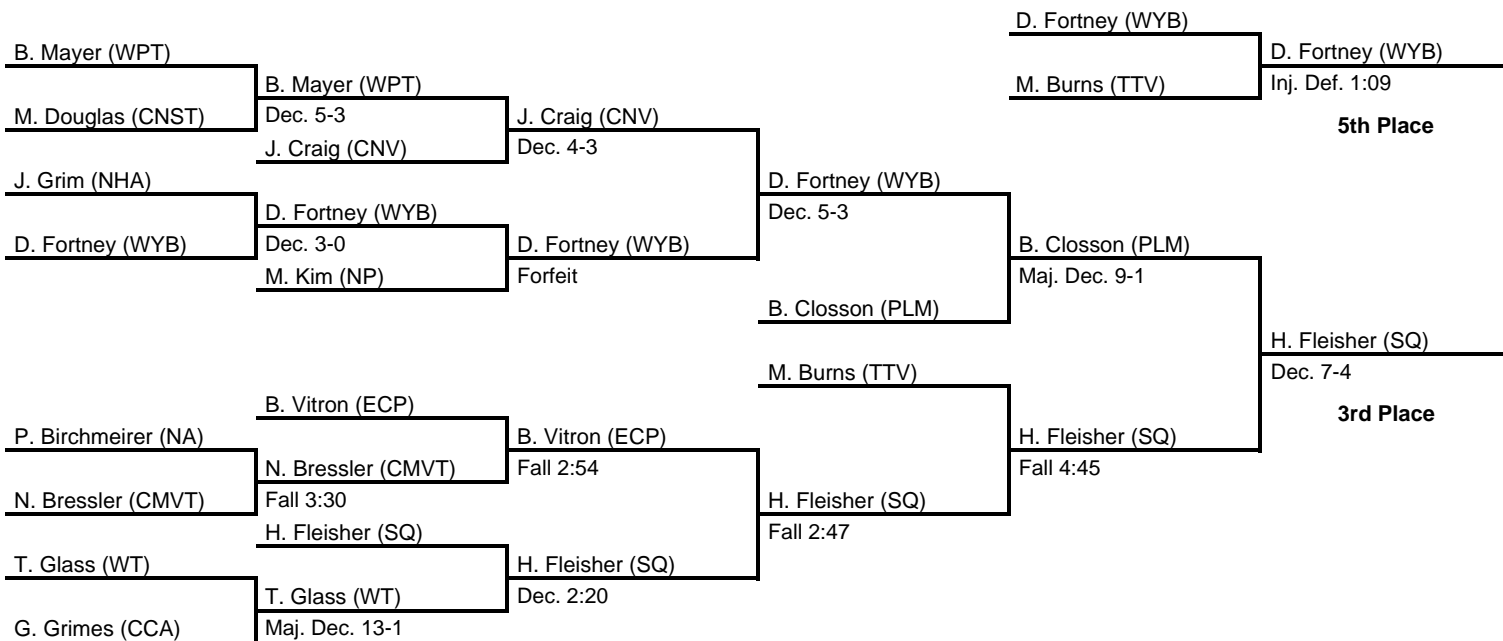 D. Fortney (WYB)
B. Mayer (WPT)
D. Fortney (WYB)
B. Mayer (WPT)
M. Burns (TTV)
Inj. Def. 1:09
M. Douglas (CNST)
Dec. 5-3
J. Craig (CNV)
5th Place
J. Craig (CNV)
Dec. 4-3
J. Grim (NHA)
D. Fortney (WYB)
D. Fortney (WYB)
Dec. 5-3
D. Fortney (WYB)
Dec. 3-0
D. Fortney (WYB)
B. Closson (PLM)
M. Kim (NP)
Forfeit
Maj. Dec. 9-1
B. Closson (PLM)
H. Fleisher (SQ)
M. Burns (TTV)
Dec. 7-4
B. Vitron (ECP)
3rd Place
P. Birchmeirer (NA)
B. Vitron (ECP)
H. Fleisher (SQ)
N. Bressler (CMVT)
Fall 2:54
Fall 4:45
N. Bressler (CMVT)
Fall 3:30
H. Fleisher (SQ)
H. Fleisher (SQ)
Fall 2:47
T. Glass (WT)
H. Fleisher (SQ)
T. Glass (WT)
Dec. 2:20
G. Grimes (CCA)
Maj. Dec. 13-1